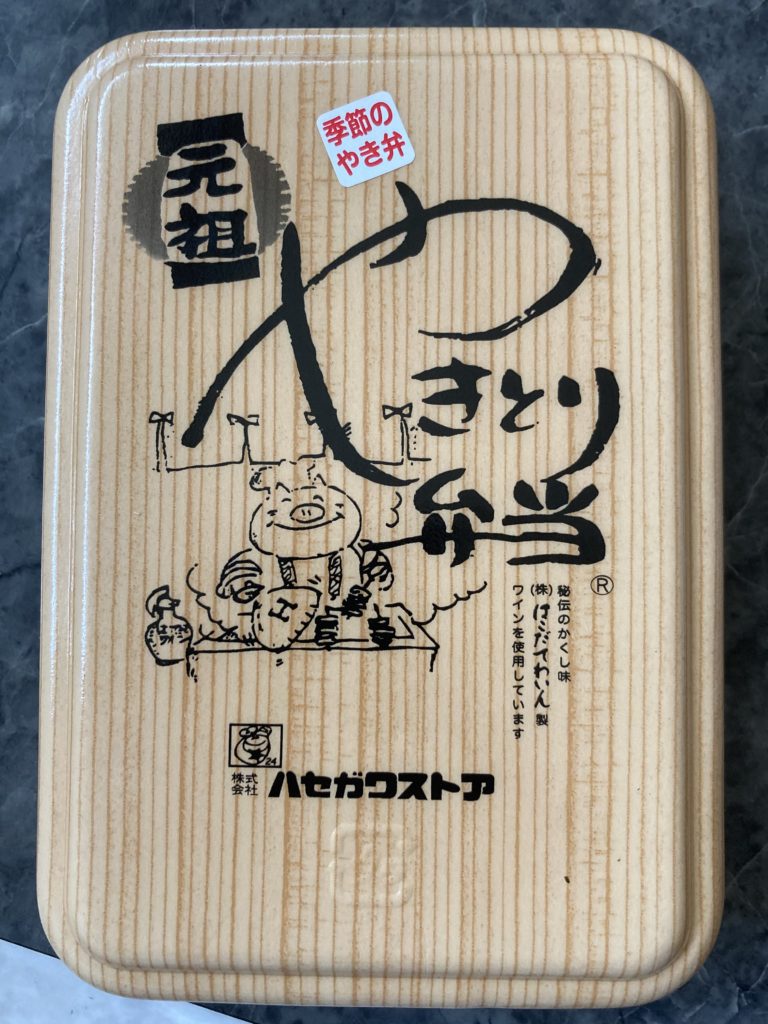 季節の
やき弁
元祖
やきとり
弁当
®
秘伝のかくし味
(株)はこだてわいん製
ワインを使用しています
H
24
株式会社 ハセガワストア